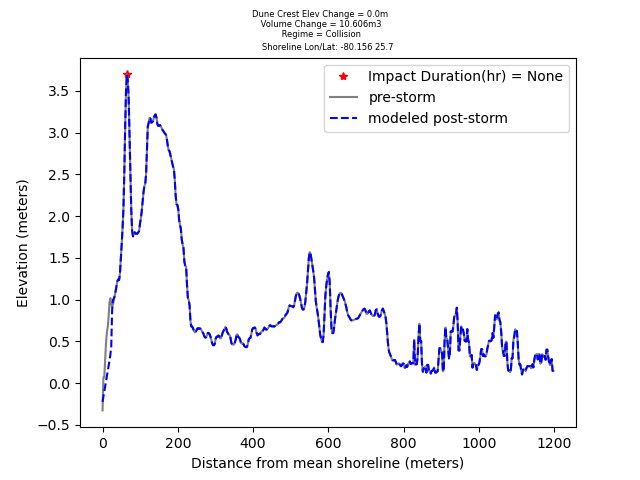 Dune Crest Elev Change = 0.0m
Volume Change = 10.606m3
Regime = Collision
Shoreline Lon/Lat: -80.156 25.7
Impact Duration(hr) = None
pre-storm
modeled post-storm
Elevation (meters)
3.5
3.0
2.5
2.0
1.5
1.0
0.5
0.0
−0.5
0 200 400 600 800 1000 1200
Distance from mean shoreline (meters)